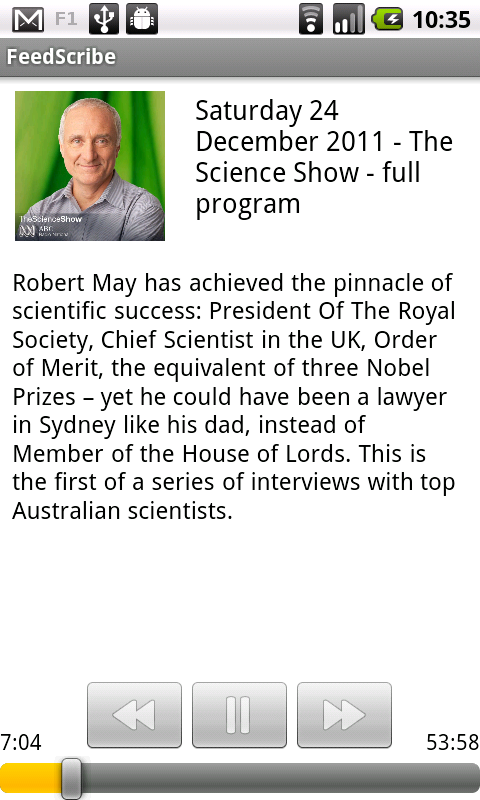 F1
10:35
FeedScribe
TheScienceShow
ABC
Saturday 24
December 2011 - The
Science Show - full
program
Robert May has achieved the pinnacle of
scientific success: President Of The Royal
Society, Chief Scientist in the UK, Order
of Merit, the equivalent of three Nobel
Prizes – yet he could have been a lawyer
in Sydney like his dad, instead of
Member of the House of Lords. This is
the first of a series of interviews with top
Australian scientists.
7:04
53:58